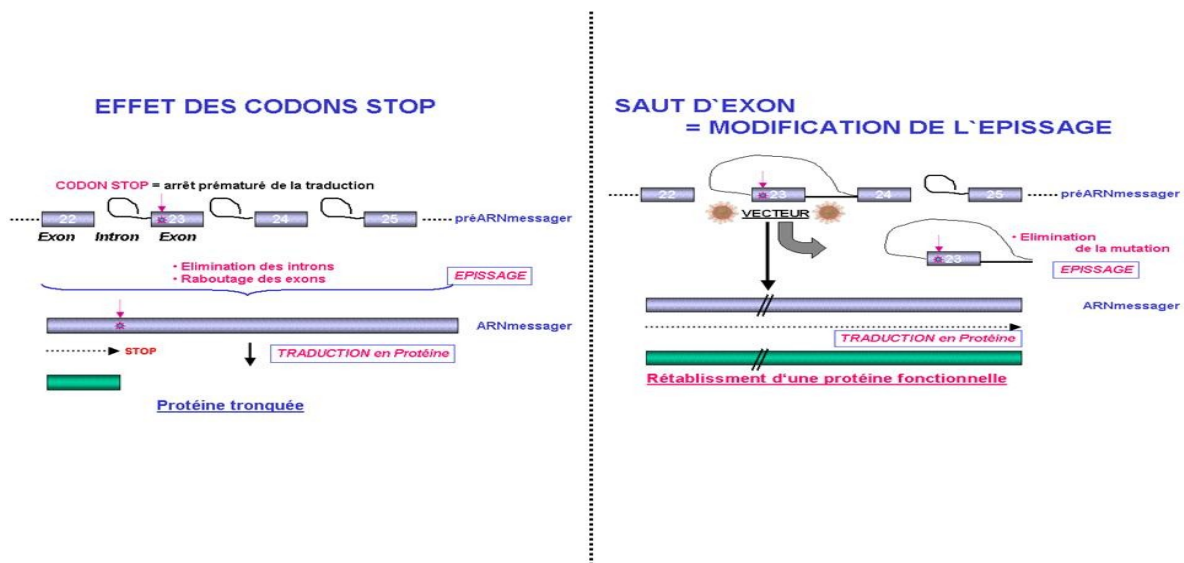 EFFET DES CODONS STOP
CODON STOP = arrêt prématuré de la traduction
22 23 24 25 préARNmessager
Exon Intron Exon
• Elimination des introns
• Raboutage des exons
EPISSAGE
ARNmessager
STOP
TRADUCTION en Protéine
Protéine tronquée
SAUT D`EXON
= MODIFICATION DE L`EPISSAGE
22 23 24 25 préARNmessager
VECTEUR
• Elimination
de la mutation
23
EPISSAGE
ARNmessager
TRADUCTION en Protéine
Rétablissment d'une protéine fonctionnelle